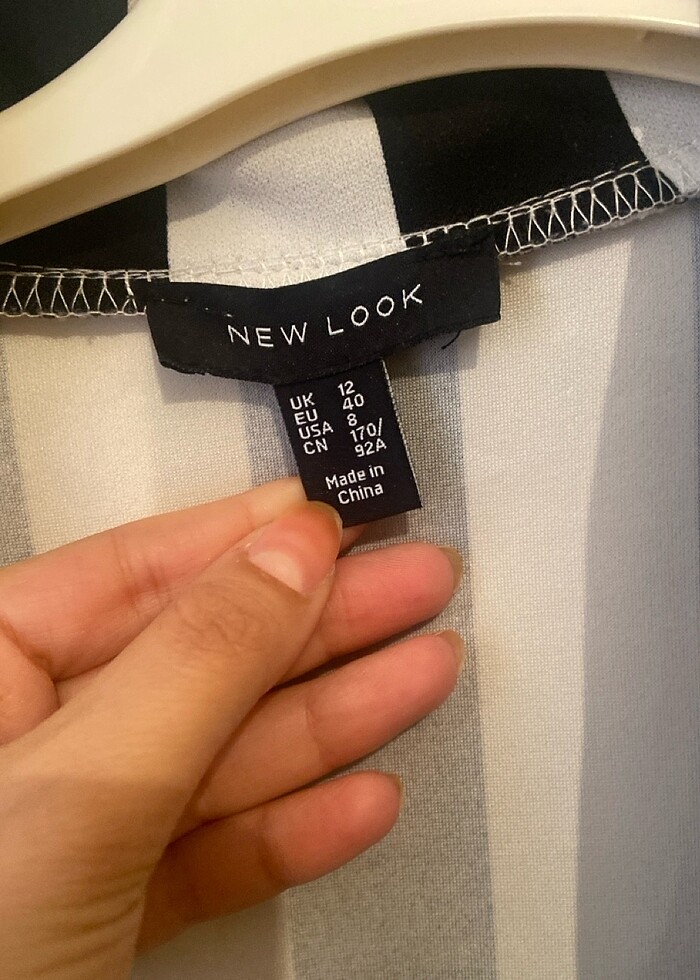 NEW LOOK
UK 12
EU 40
USA 8
CN 170/
92A
Made in
China